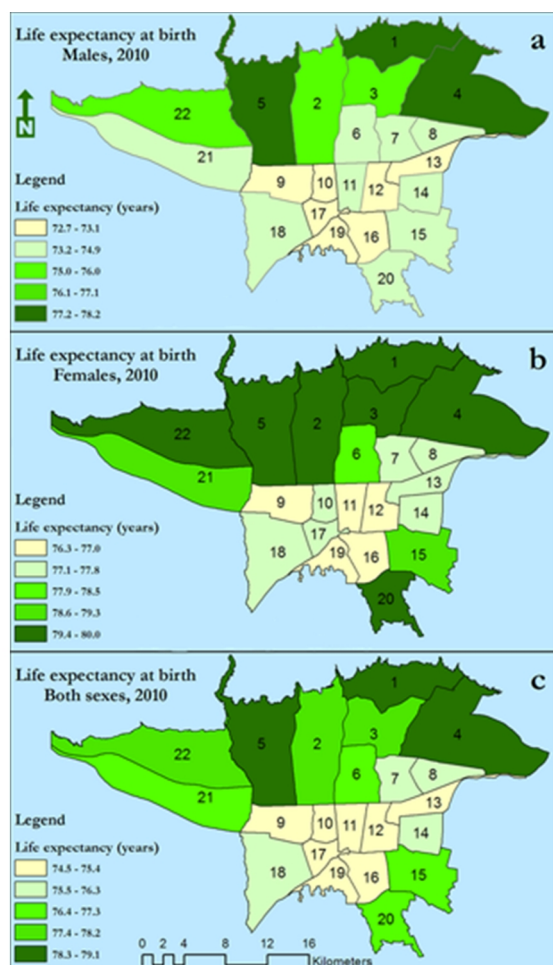 Life expectancy at birth
Males, 2010
a
N
1
2
3
4
5
22
6
7
8
21
13
9
10
11
12
14
17
18
19
16
15
20
Legend
Life expectancy (years)
72.7 - 73.1
73.2 - 74.9
75.0 - 76.0
76.1 - 77.1
77.2 - 78.2
Life expectancy at birth
Females, 2010
b
1
2
3
4
5
22
6
7
8
21
13
9
10
11
12
14
17
18
19
16
15
20
Legend
Life expectancy (years)
76.3 - 77.0
77.1 - 77.8
77.9 - 78.5
78.6 - 79.3
79.4 - 80.0
Life expectancy at birth
Both sexes, 2010
c
1
2
3
4
5
22
6
7
8
21
13
9
10
11
12
14
17
18
19
16
15
20
Legend
Life expectancy (years)
74.5 - 75.4
75.5 - 76.3
76.4 - 77.3
77.4 - 78.2
78.3 - 79.1
0 2 4 8 12 16
Kilometers